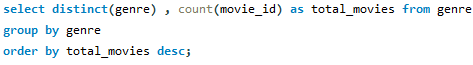 select distinct(genre) , count(movie_id) as total_movies from genre
group by genre
order by total_movies desc;